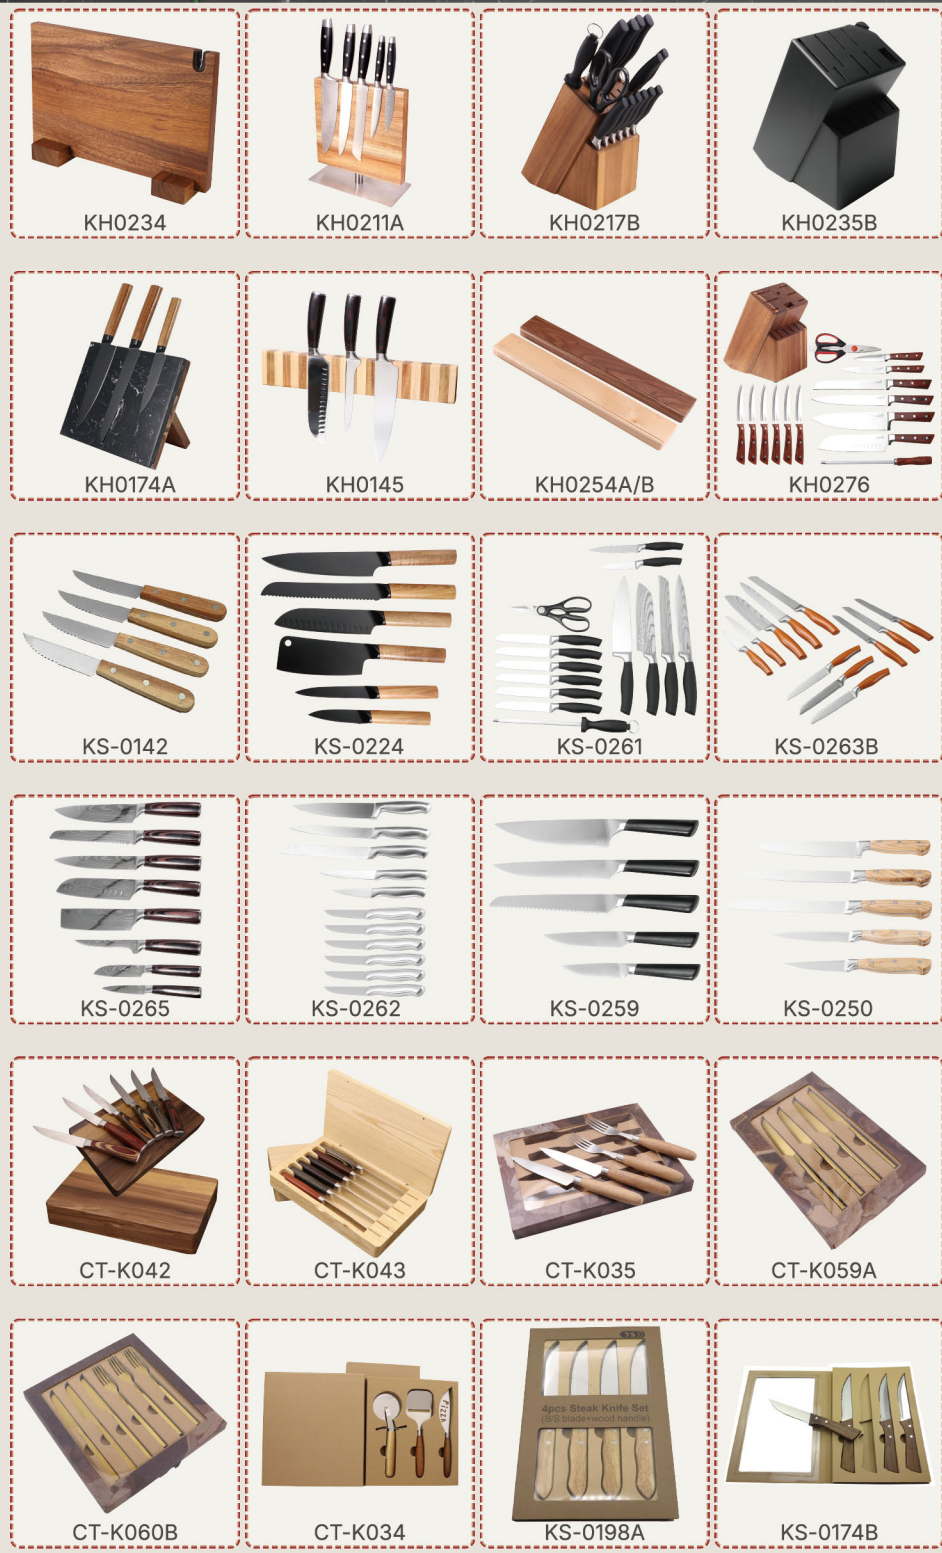 KH0234
KH0211A
KH0217B
KH0235B
KH0174A
KH0145
KH0254A/B
KH0276
KS-0142
KS-0224
KS-0261
KS-0263B
KS-0265
KS-0262
KS-0259
KS-0250
CT-K042
CT-K043
CT-K035
CT-K059A
Pizza
4pcs Steak Knife Set
(S/S blade+wood handle)
CT-K060B
CT-K034
KS-0198A
KS-0174B